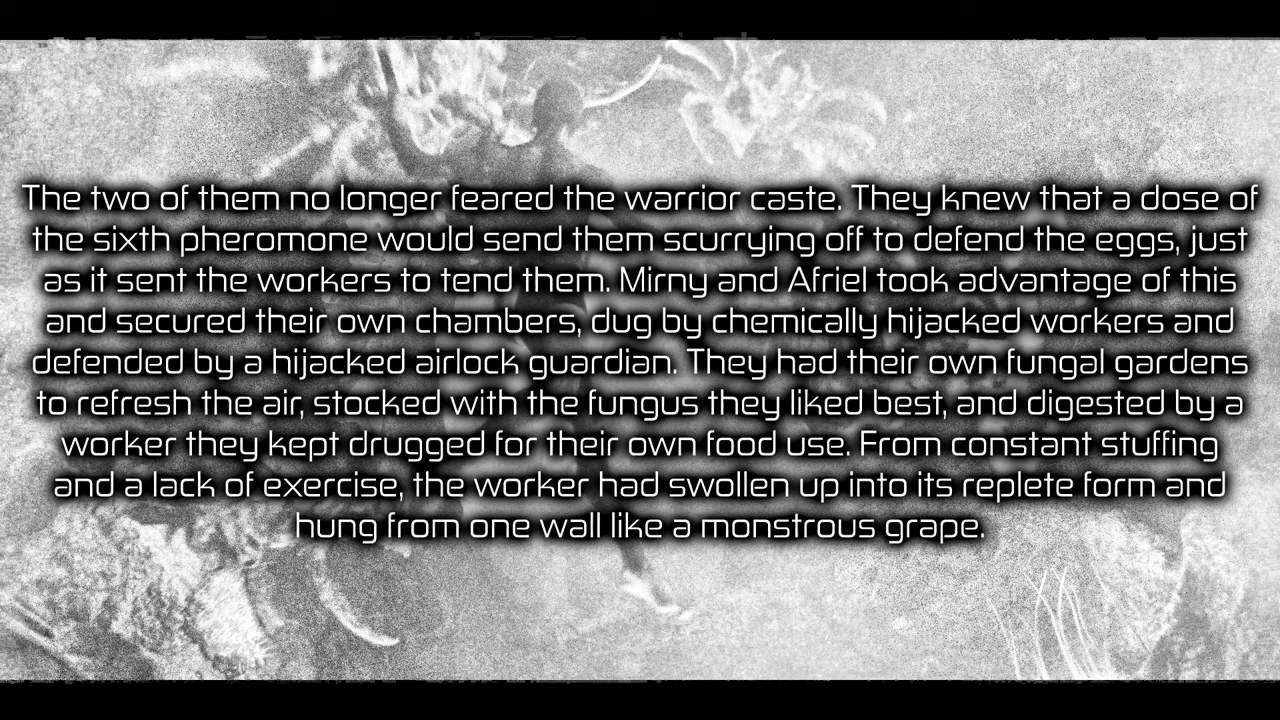 The two of them no longer feared the warrior caste. They knew that a dose of
the sixth pheromone would send them scurrying off to defend the eggs, just
as it sent the workers to tend them. Mirny and Afriel took advantage of this
and secured their own chambers, dug by chemically hijacked workers and
defended by a hijacked airlock guardian. They had their own fungal gardens
to refresh the air, stocked with the fungus they liked best, and digested by a
worker they kept drugged for their own food use. From constant stuffing
and a lack of exercise, the worker had swollen up into its replete form and
hung from one wall like a monstrous grape.